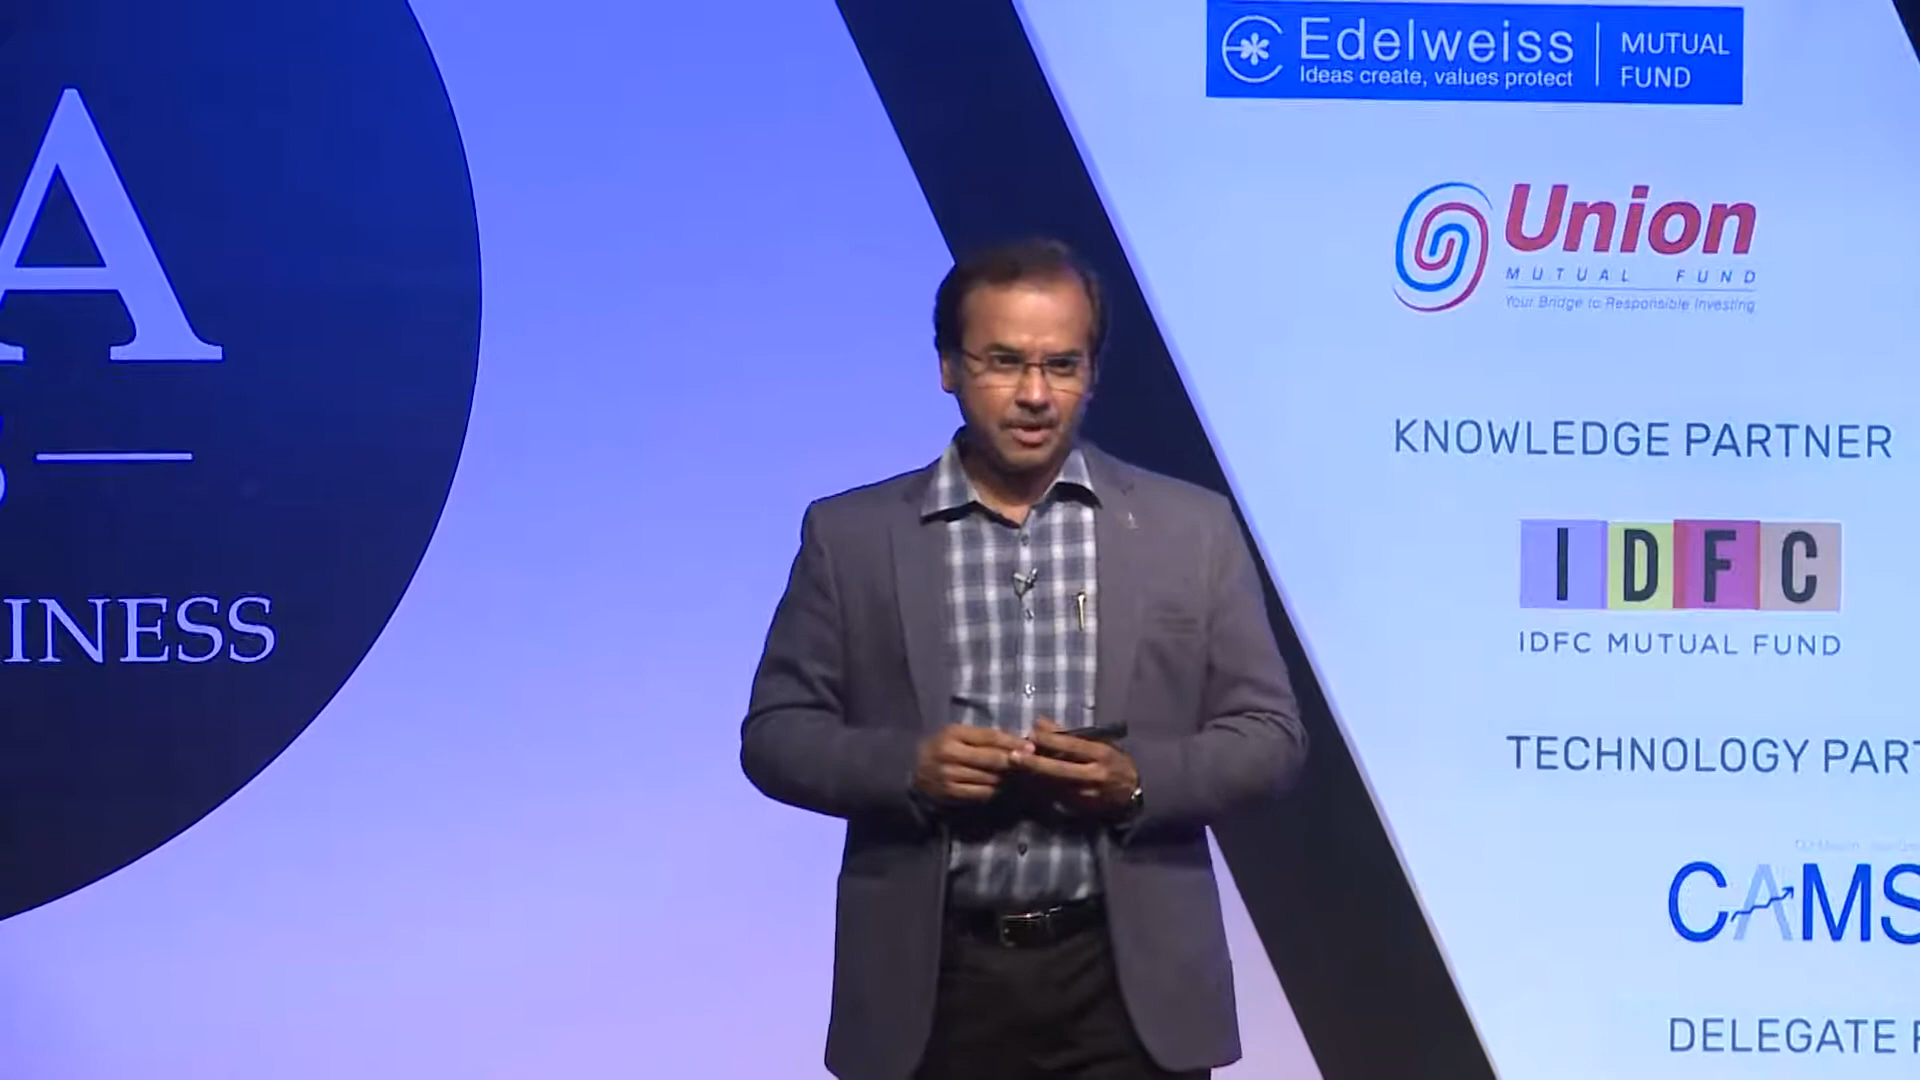 A
INESS
Edelweiss
Ideas create, values protect
MUTUAL
FUND
Union
MUTUAL FUND
Your Bridge to Responsible Investing
KNOWLEDGE PARTNER
IDFC
IDFC MUTUAL FUND
TECHNOLOGY PART
CAMS
DELEGATE